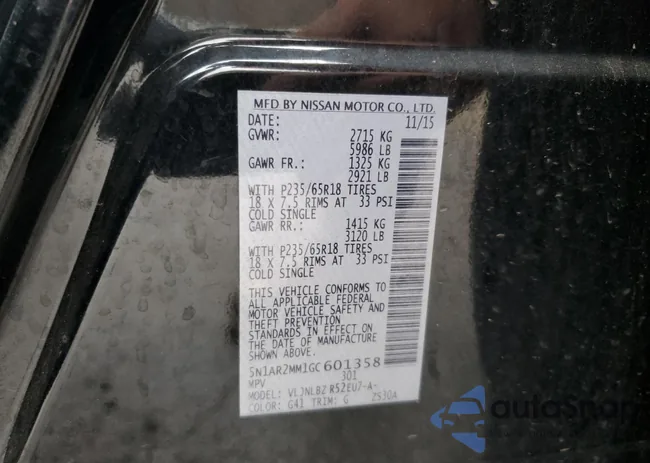 MFD BY NISSAN MOTOR CO., LTD.
DATE: 11/15
GVWR: 2715 KG
5986 LB
GAWR FR.: 1325 KG
2921 LB
WITH P235/65R18 TIRES
18 X 7.5 RIMS AT 33 PSI
COLD SINGLE
GAWR RR.: 1415 KG
3120 LB
WITH P235/65R18 TIRES
18 X 7.5 RIMS AT 33 PSI
COLD SINGLE
THIS VEHICLE CONFORMS TO
ALL APPLICABLE FEDERAL
MOTOR VEHICLE SAFETY AND
THEFT PREVENTION
STANDARDS IN EFFECT ON
THE DATE OF MANUFACTURE
SHOWN ABOVE.
5N1AR2MM1GC601358
MPV 301
MODEL: VLJNLBZ R52EU7-A-
COLOR: G41 TRIM: G ZS30A
autosnap